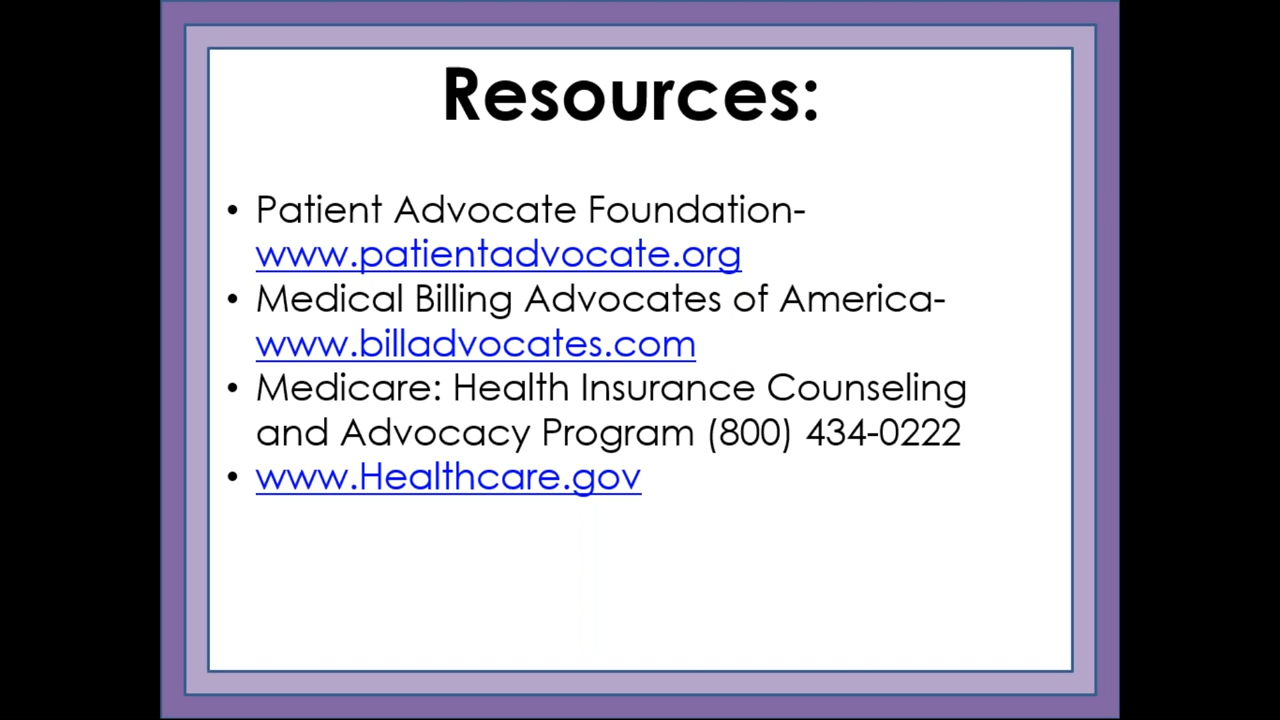 Resources:
• Patient Advocate Foundation-
www.patientadvocate.org
• Medical Billing Advocates of America-
www.billadvocates.com
• Medicare: Health Insurance Counseling
and Advocacy Program (800) 434-0222
• www.Healthcare.gov